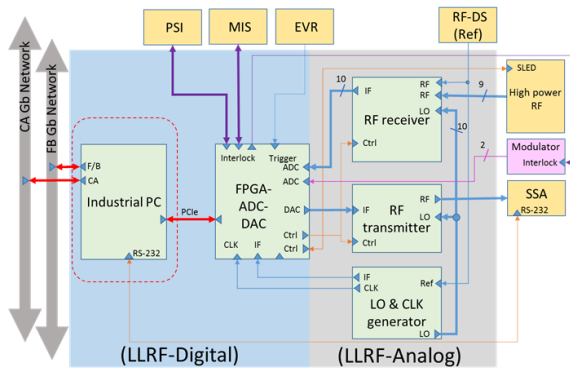 PSI
MIS
EVR
RF-DS
(Ref)
CA Gb Network
FB Gb Network
F/B
CA
Industrial PC
RS-232
PCIe
Interlock
Trigger
ADC
ADC
FPGA-
ADC-
DAC
DAC
Ctrl
Ctrl
CLK
IF
10
IF
RF
RF
LO
RF receiver
Ctrl
9
10
SLED
High power
RF
2
Modulator
Interlock
IF
RF
LO
RF
transmitter
Ctrl
SSA
RS-232
IF
CLK
Ref
LO & CLK
generator
LO
(LLRF-Digital)
(LLRF-Analog)